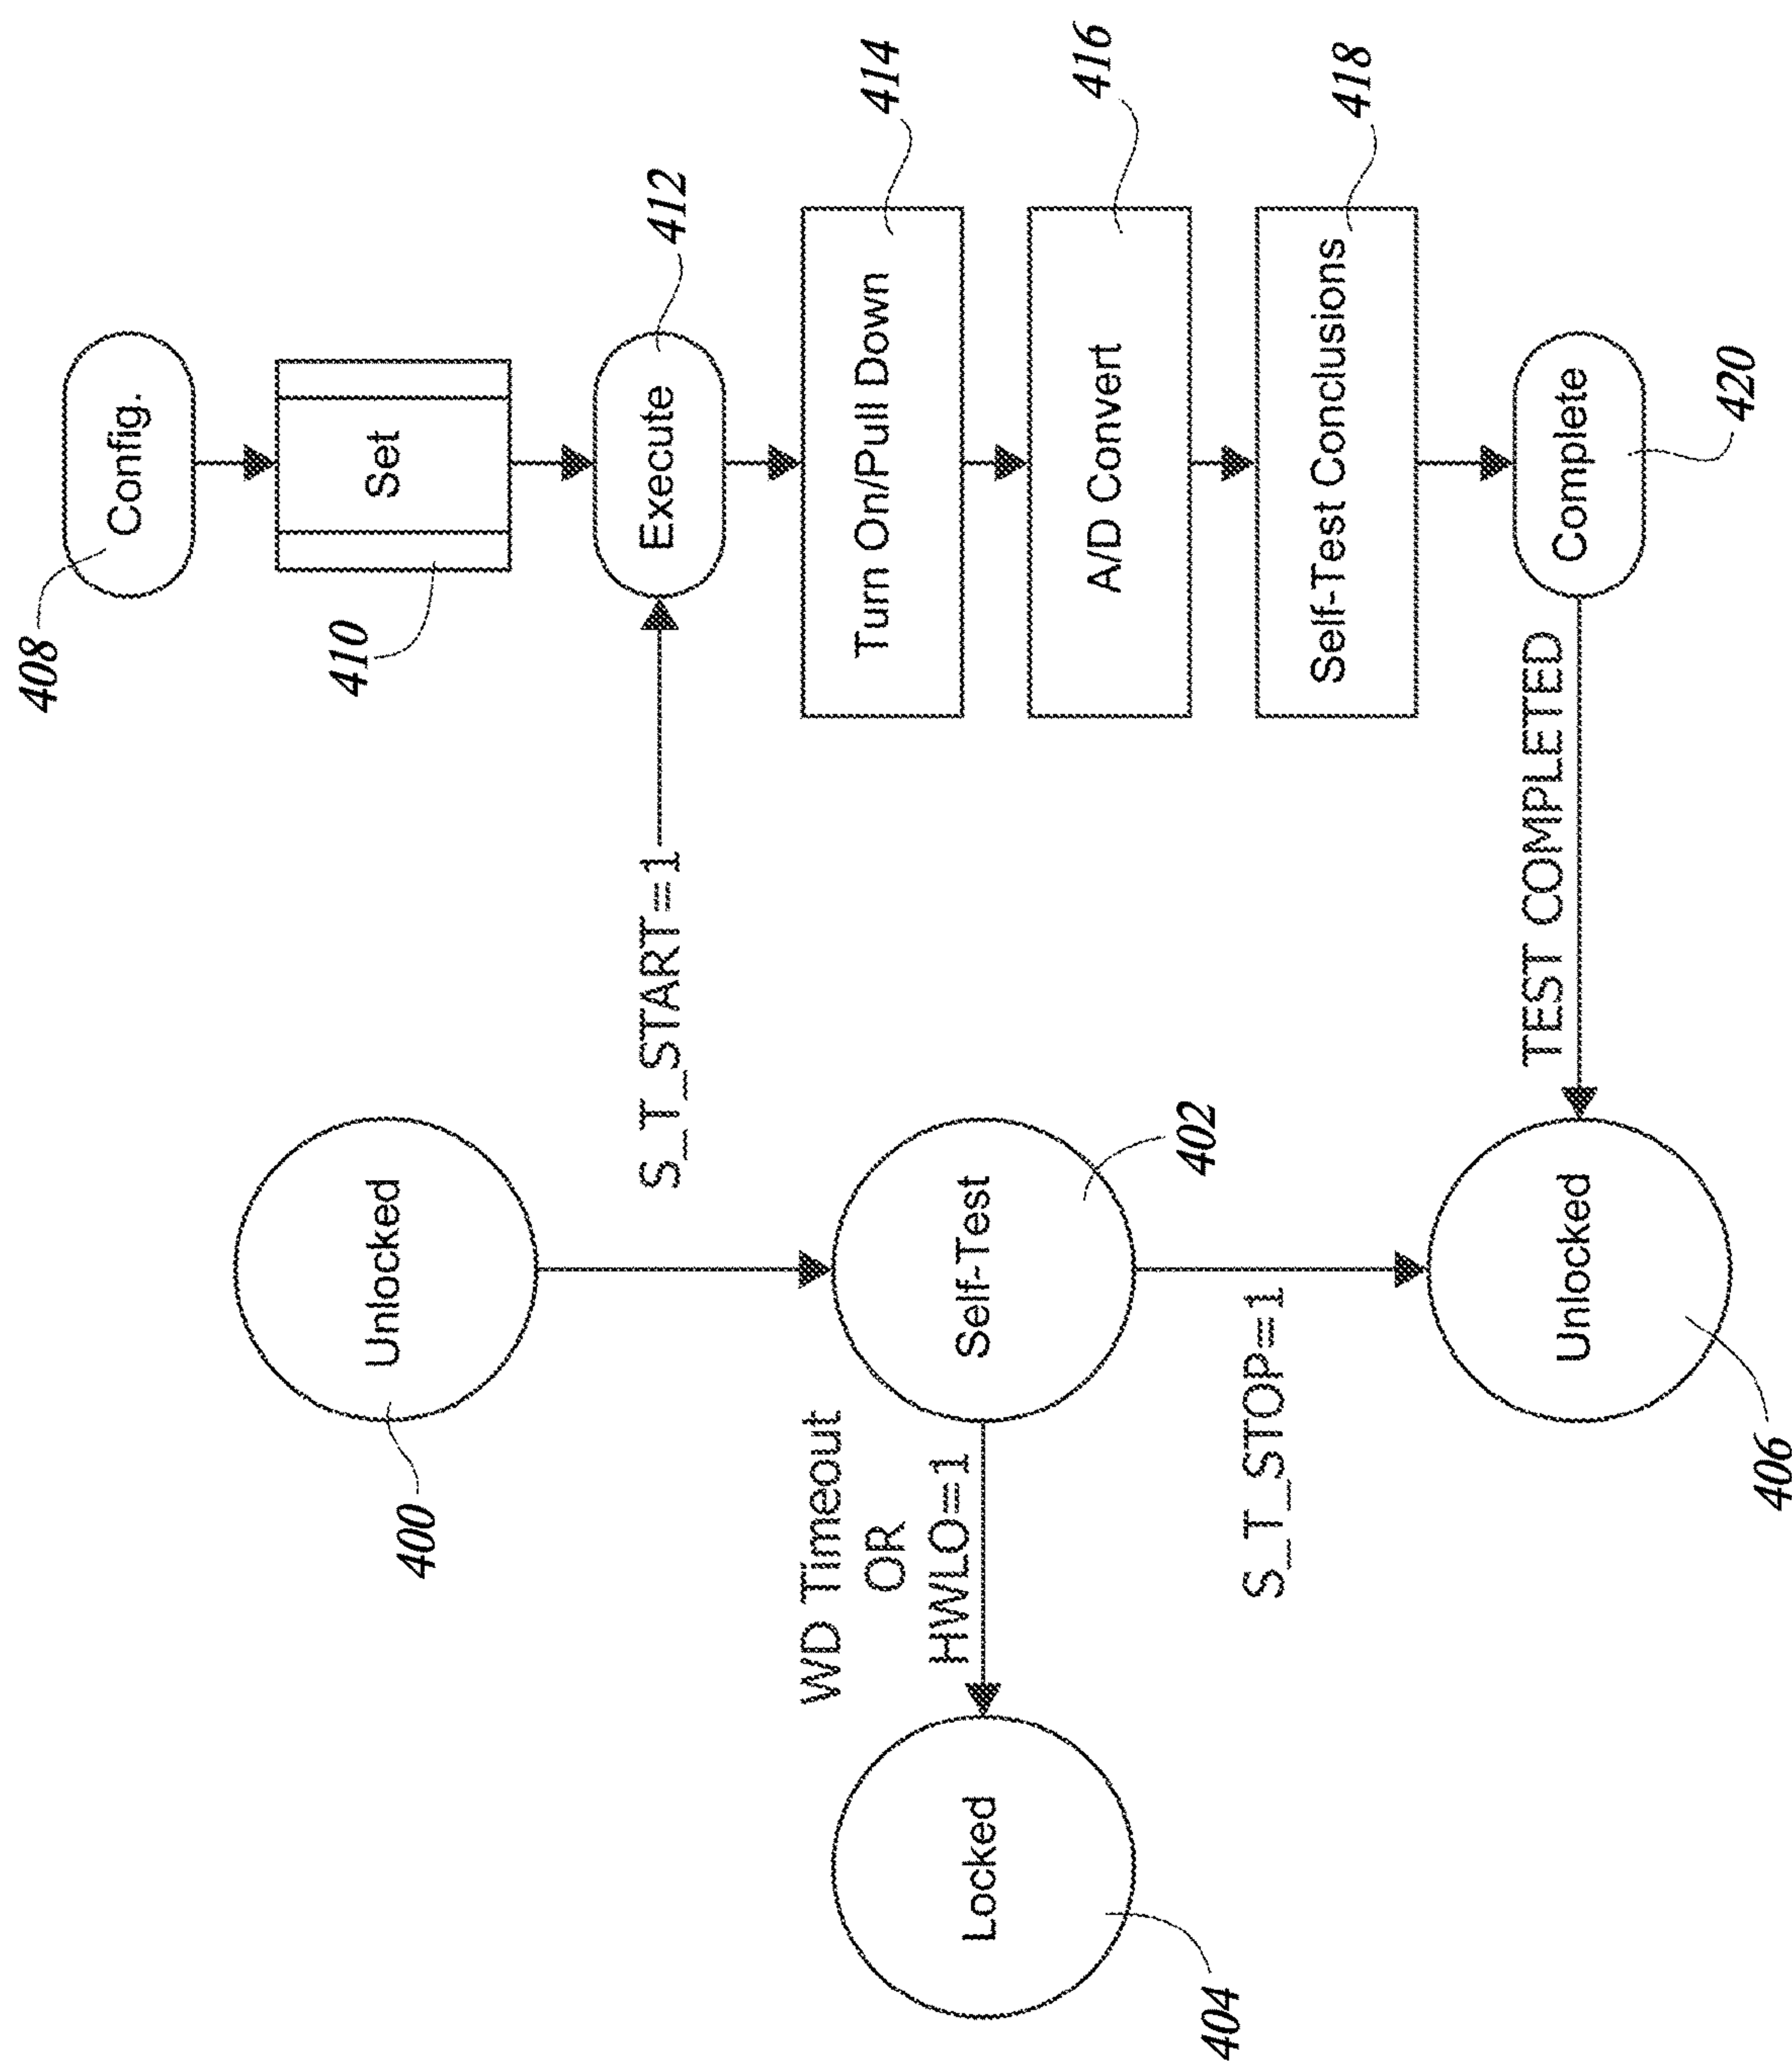 408
Config.
410
Set
S_T_START=1
Execute
412
Turn On/Pull Down
414
A/D Convert
416
Self-Test Conclusions
418
Complete
420
TEST COMPLETED
400
Unlocked
Self-Test
402
WD Timeout
OR
HWLO=1
Locked
404
S_T_STOP=1
Unlocked
406